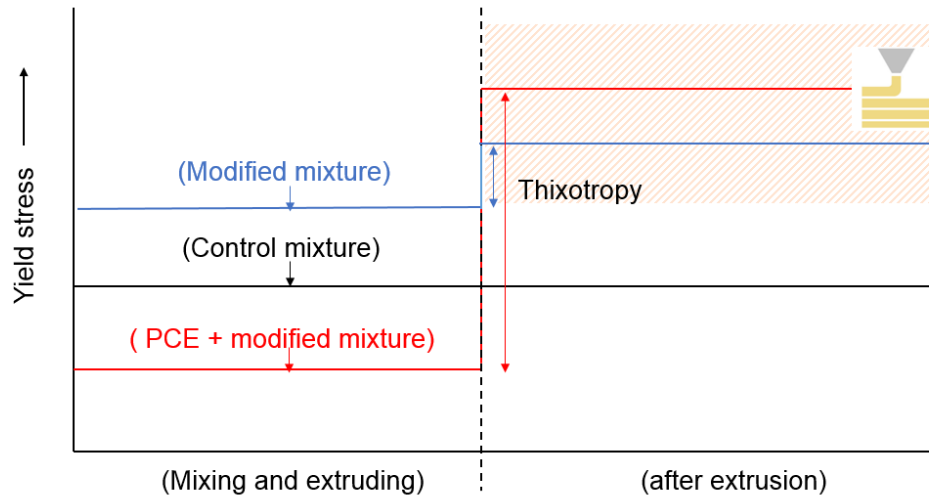 Yield stress
(Modified mixture)
Thixotropy
(Control mixture)
( PCE + modified mixture)
(Mixing and extruding)
(after extrusion)